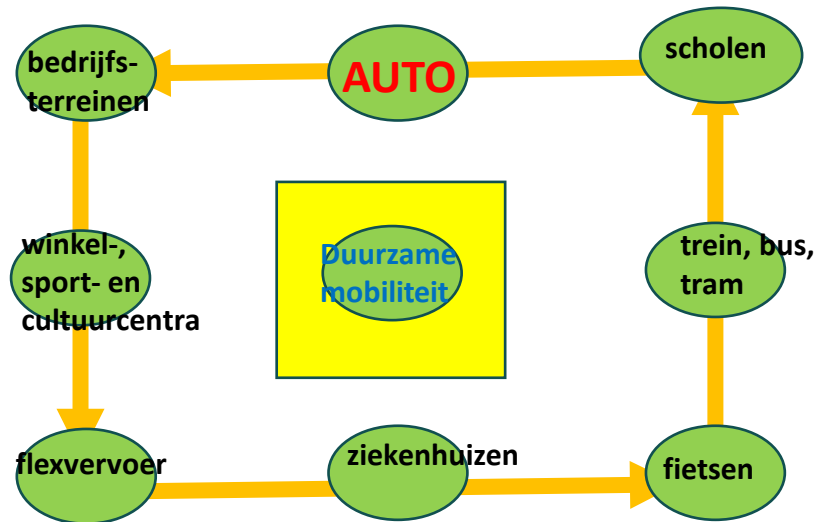 bedrijfs-
terreinen
AUTO
scholen
winkel-,
sport- en
cultuurcentra
Duurzame
mobiliteit
trein, bus,
tram
flexvervoer
ziekenhuizen
fietsen